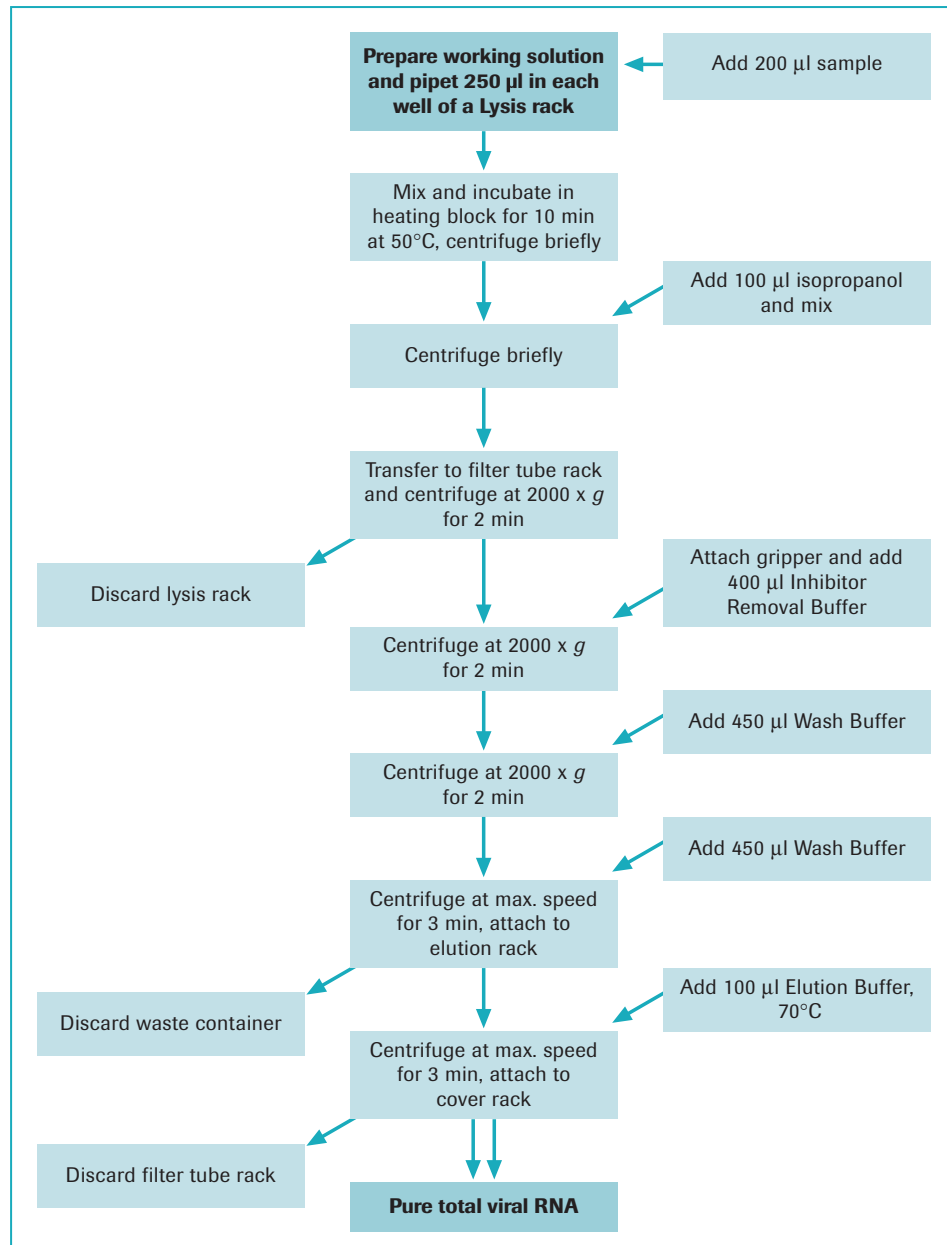 Prepare working solution
and pipet 250 µl in each
well of a Lysis rack
Add 200 µl sample
Mix and incubate in
heating block for 10 min
at 50°C, centrifuge briefly
Add 100 µl isopropanol
and mix
Centrifuge briefly
Transfer to filter tube rack
and centrifuge at 2000 x g
for 2 min
Discard lysis rack
Attach gripper and add
400 µl Inhibitor
Removal Buffer
Centrifuge at 2000 x g
for 2 min
Add 450 µl Wash Buffer
Centrifuge at 2000 x g
for 2 min
Add 450 µl Wash Buffer
Centrifuge at max. speed
for 3 min, attach to
elution rack
Discard waste container
Add 100 µl Elution Buffer,
70°C
Centrifuge at max. speed
for 3 min, attach to
cover rack
Discard filter tube rack
Pure total viral RNA